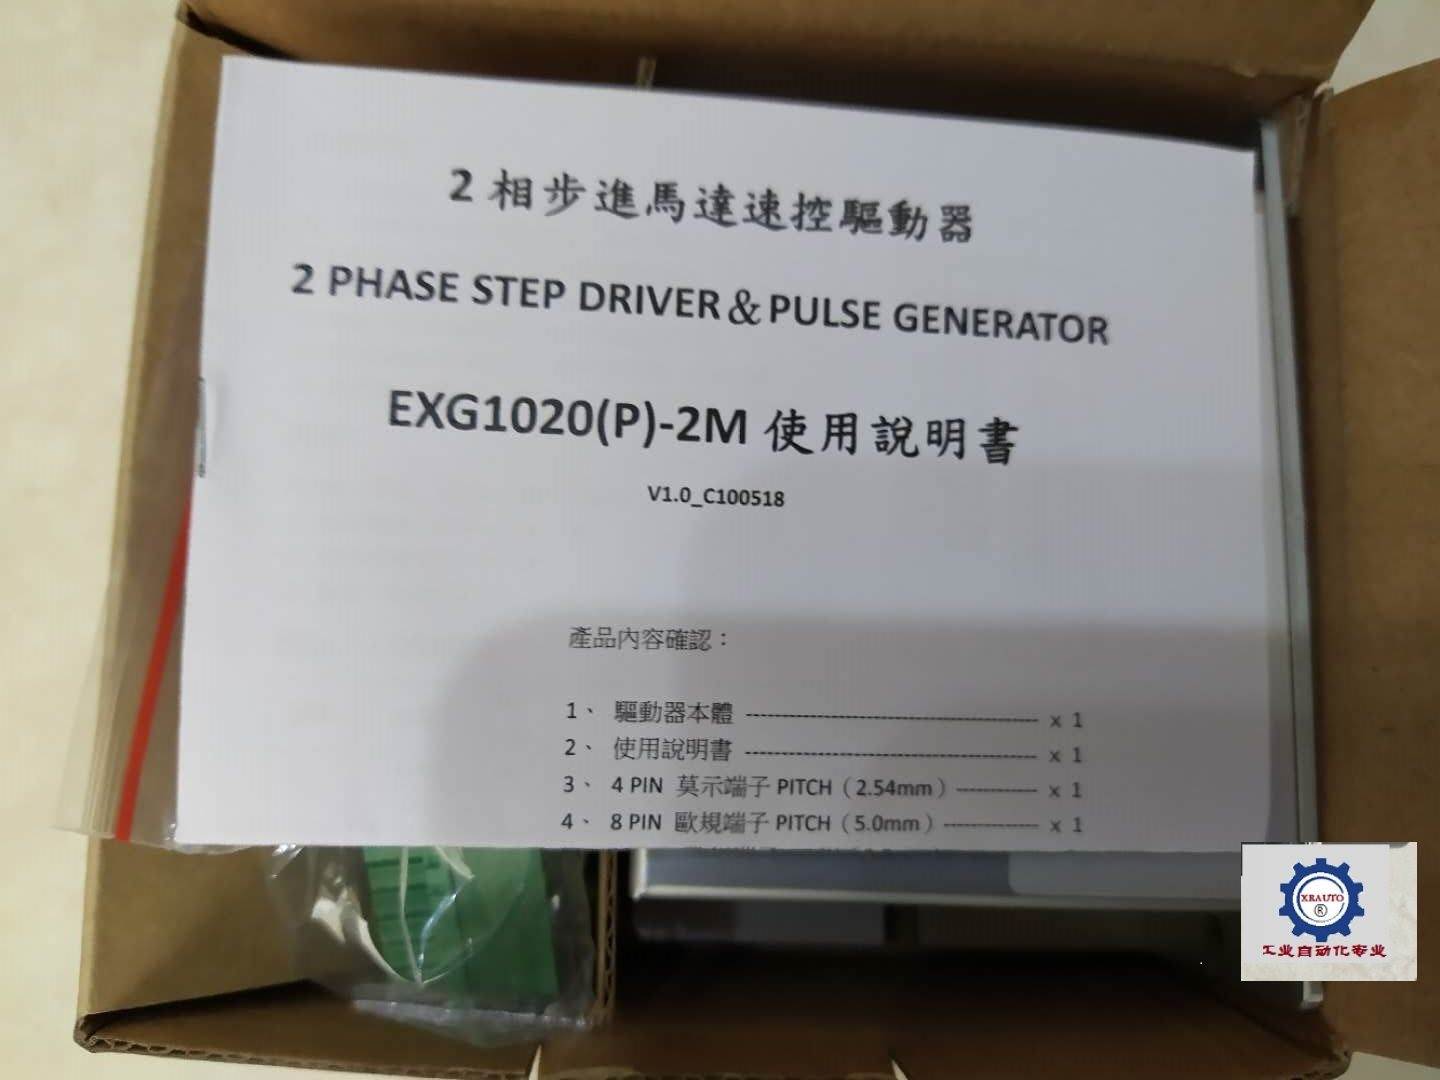 2 相步進馬達速控驅動器
2 PHASE STEP DRIVER＆PULSE GENERATOR
EXG1020(P)-2M 使用說明書
V1.0_C100518
產品內容確認：
1、 驅動器本體 ---------------------------------------- x 1
2、 使用說明書 ---------------------------------------- x 1
3、 4 PIN 莫示端子 PITCH（2.54mm）------------ x 1
4、 8 PIN 歐規端子 PITCH（5.0mm）-------------- x 1
XRAUTO
®
工业自动化专业